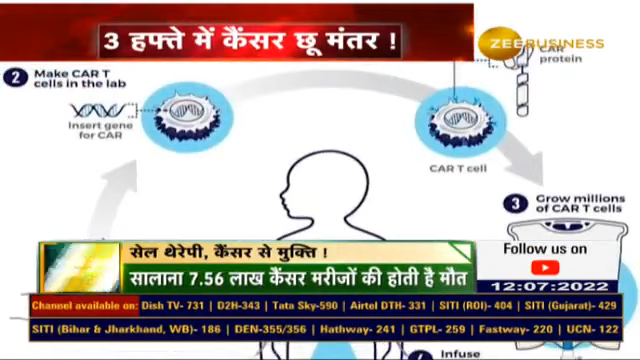 3 हफ्ते में कैंसर छू मंतर !
ZEEBUSINESS
CAR
protein
2 Make CAR T
cells in the lab
Insert gene
for CAR
CAR T cell
3 Grow millions
of CAR T cells
सेल थेरेपी, कैंसर से मुक्ति !
सालाना 7.56 लाख कैंसर मरीजों की होती है मौत
Follow us on
12:07:2022
Channel available on: Dish TV- 731 | D2H-343 | Tata Sky-590 | Airtel DTH- 331 | SITI (ROI)- 404 | SITI (Gujarat)- 429
SITI (Bihar & Jharkhand, WB)- 186 | DEN-355/356 | Hathway- 241 | GTPL- 259 | Fastway- 220 | UCN- 122
Infuse